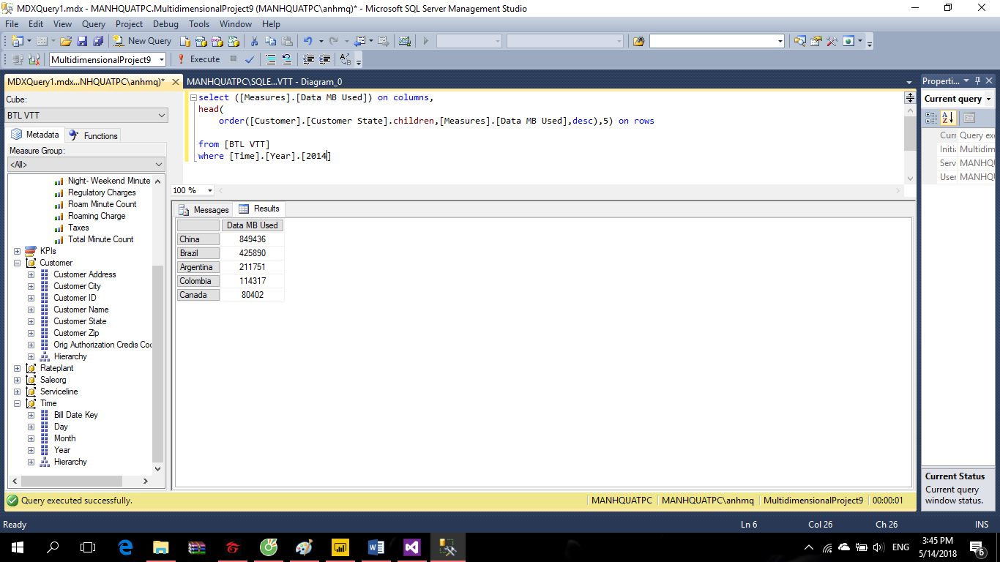 MDXQuery1.mdx - MANHQUATPC.MultidimensionalProject9 (MANHQUATPC\anhmq)* - Microsoft SQL Server Management Studio
File Edit View Query Project Debug Tools Window Help
New Query
MultidimensionalProject9 Execute
MDXQuery1.mdx...NHQUATPC\anhmq)* MANHQUATPC\SQLE...VTT - Diagram_0
Cube:
BTL VTT
Metadata Functions
Measure Group:
<All>
Night- Weekend Minute
Regulatory Charges
Roam Minute Count
Roaming Charge
Taxes
Total Minute Count
KPIs
Customer
Customer Address
Customer City
Customer ID
Customer Name
Customer State
Customer Zip
Orig Authorization Credis Coc
Hierarchy
Rateplant
Saleorg
Serviceline
Time
Bill Date Key
Day
Month
Year
Hierarchy
select ([Measures].[Data MB Used]) on columns,
head(
order([Customer].[Customer State].children,[Measures].[Data MB Used],desc),5) on rows
from [BTL VTT]
where [Time].[Year].[2014]
100 %
Messages Results
Data MB Used
China 849436
Brazil 425890
Argentina 211751
Colombia 114317
Canada 80402
Properti...
Current query
Curr Query exe
Initia Multidim
Serv MANHQU
User MANHQU
Current Status
Current query
window status.
Query executed successfully. MANHQUATPC MANHQUATPC\anhmq MultidimensionalProject9 00:00:01
Ready Ln 6 Col 26 Ch 26 INS
ENG 3:45 PM
5/14/2018
6